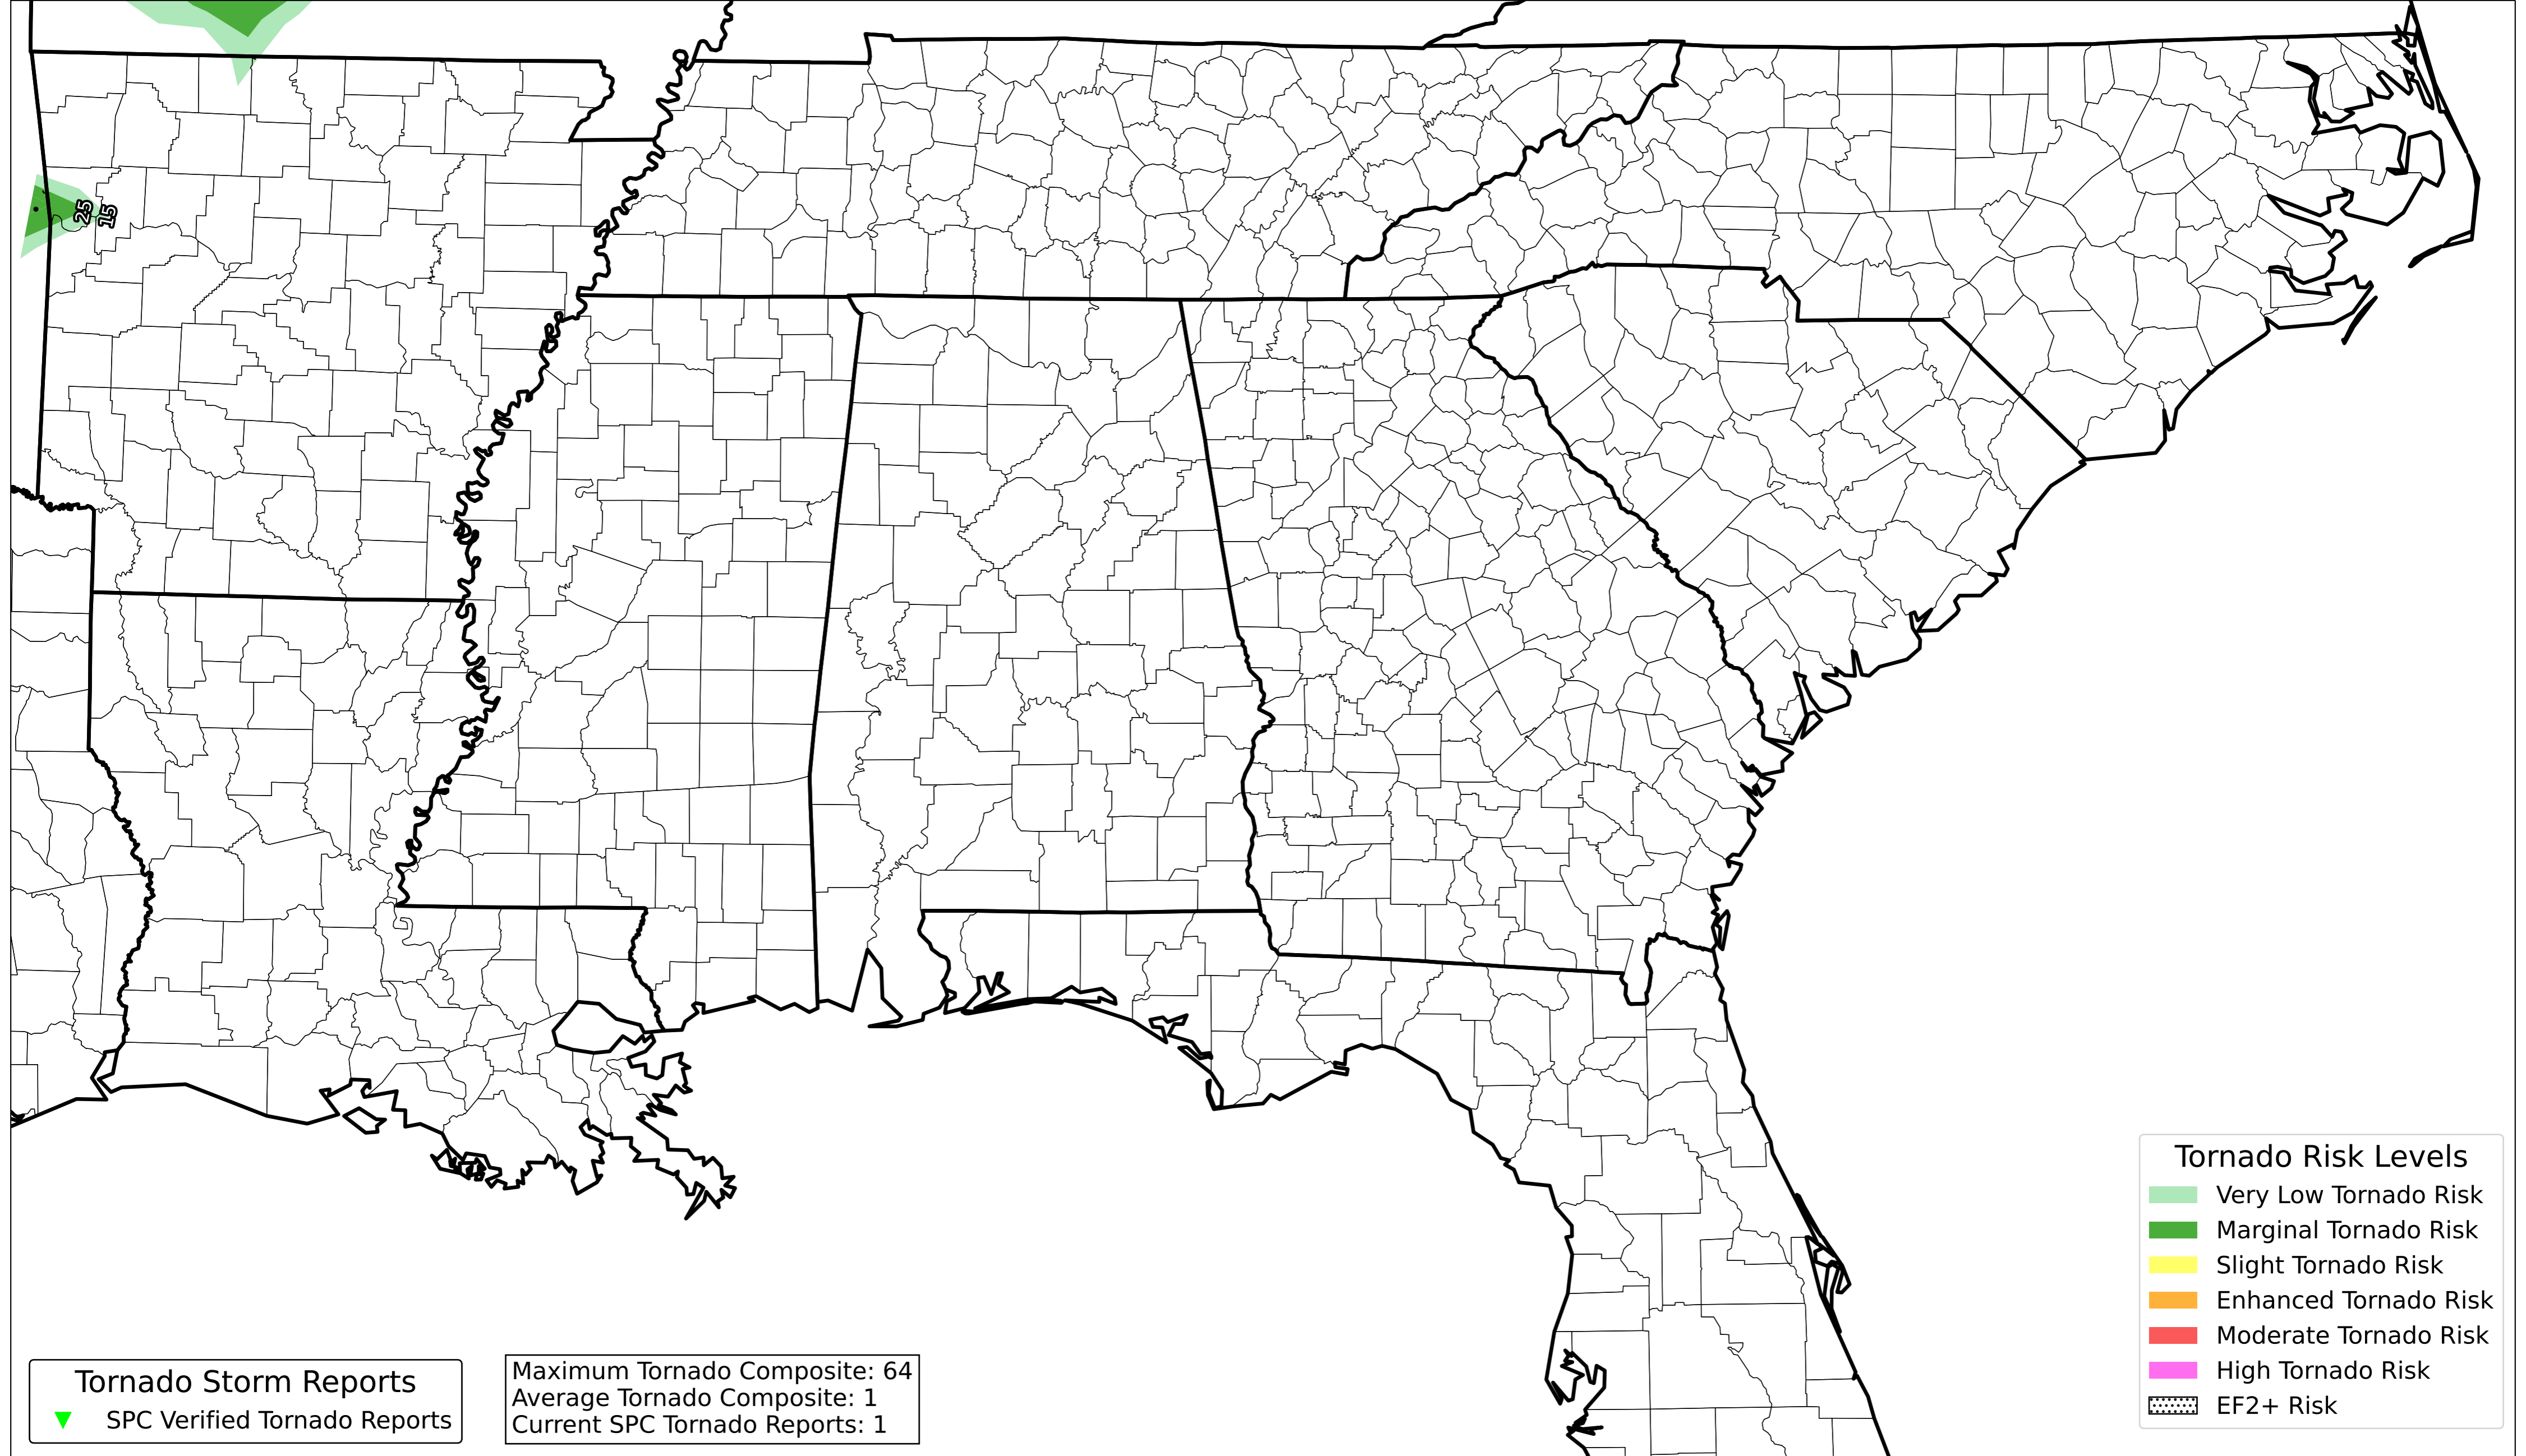 25
15
Tornado Risk Levels
Very Low Tornado Risk
Marginal Tornado Risk
Slight Tornado Risk
Enhanced Tornado Risk
Moderate Tornado Risk
High Tornado Risk
EF2+ Risk
Tornado Storm Reports
SPC Verified Tornado Reports
Maximum Tornado Composite: 64
Average Tornado Composite: 1
Current SPC Tornado Reports: 1